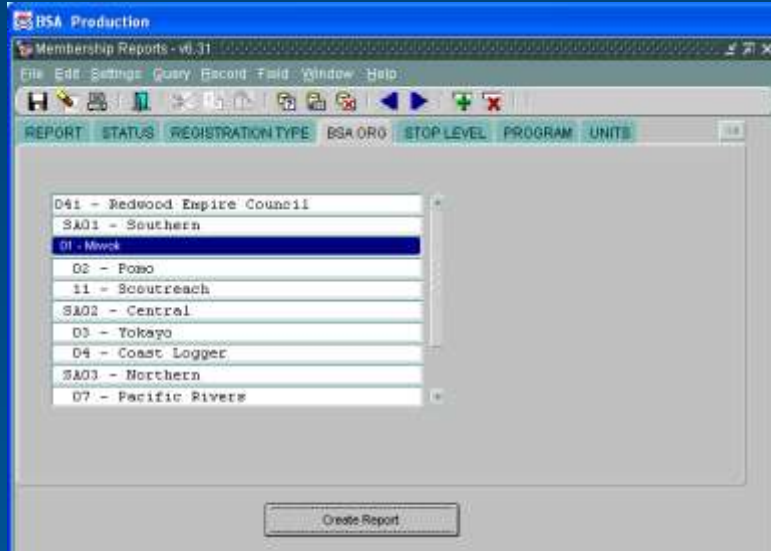 BSA Production
Membership Reports - v6.31
File Edit Settings Query Record Field Window Help
REPORT STATUS REGISTRATION TYPE BSA ORG STOP LEVEL PROGRAM UNITS
041 - Redwood Empire Council
SA01 - Southern
01 - Miwok
02 - Pomo
11 - Scoutreach
SA02 - Central
03 - Yokayo
04 - Coast Logger
SA03 - Northern
07 - Pacific Rivers
Create Report